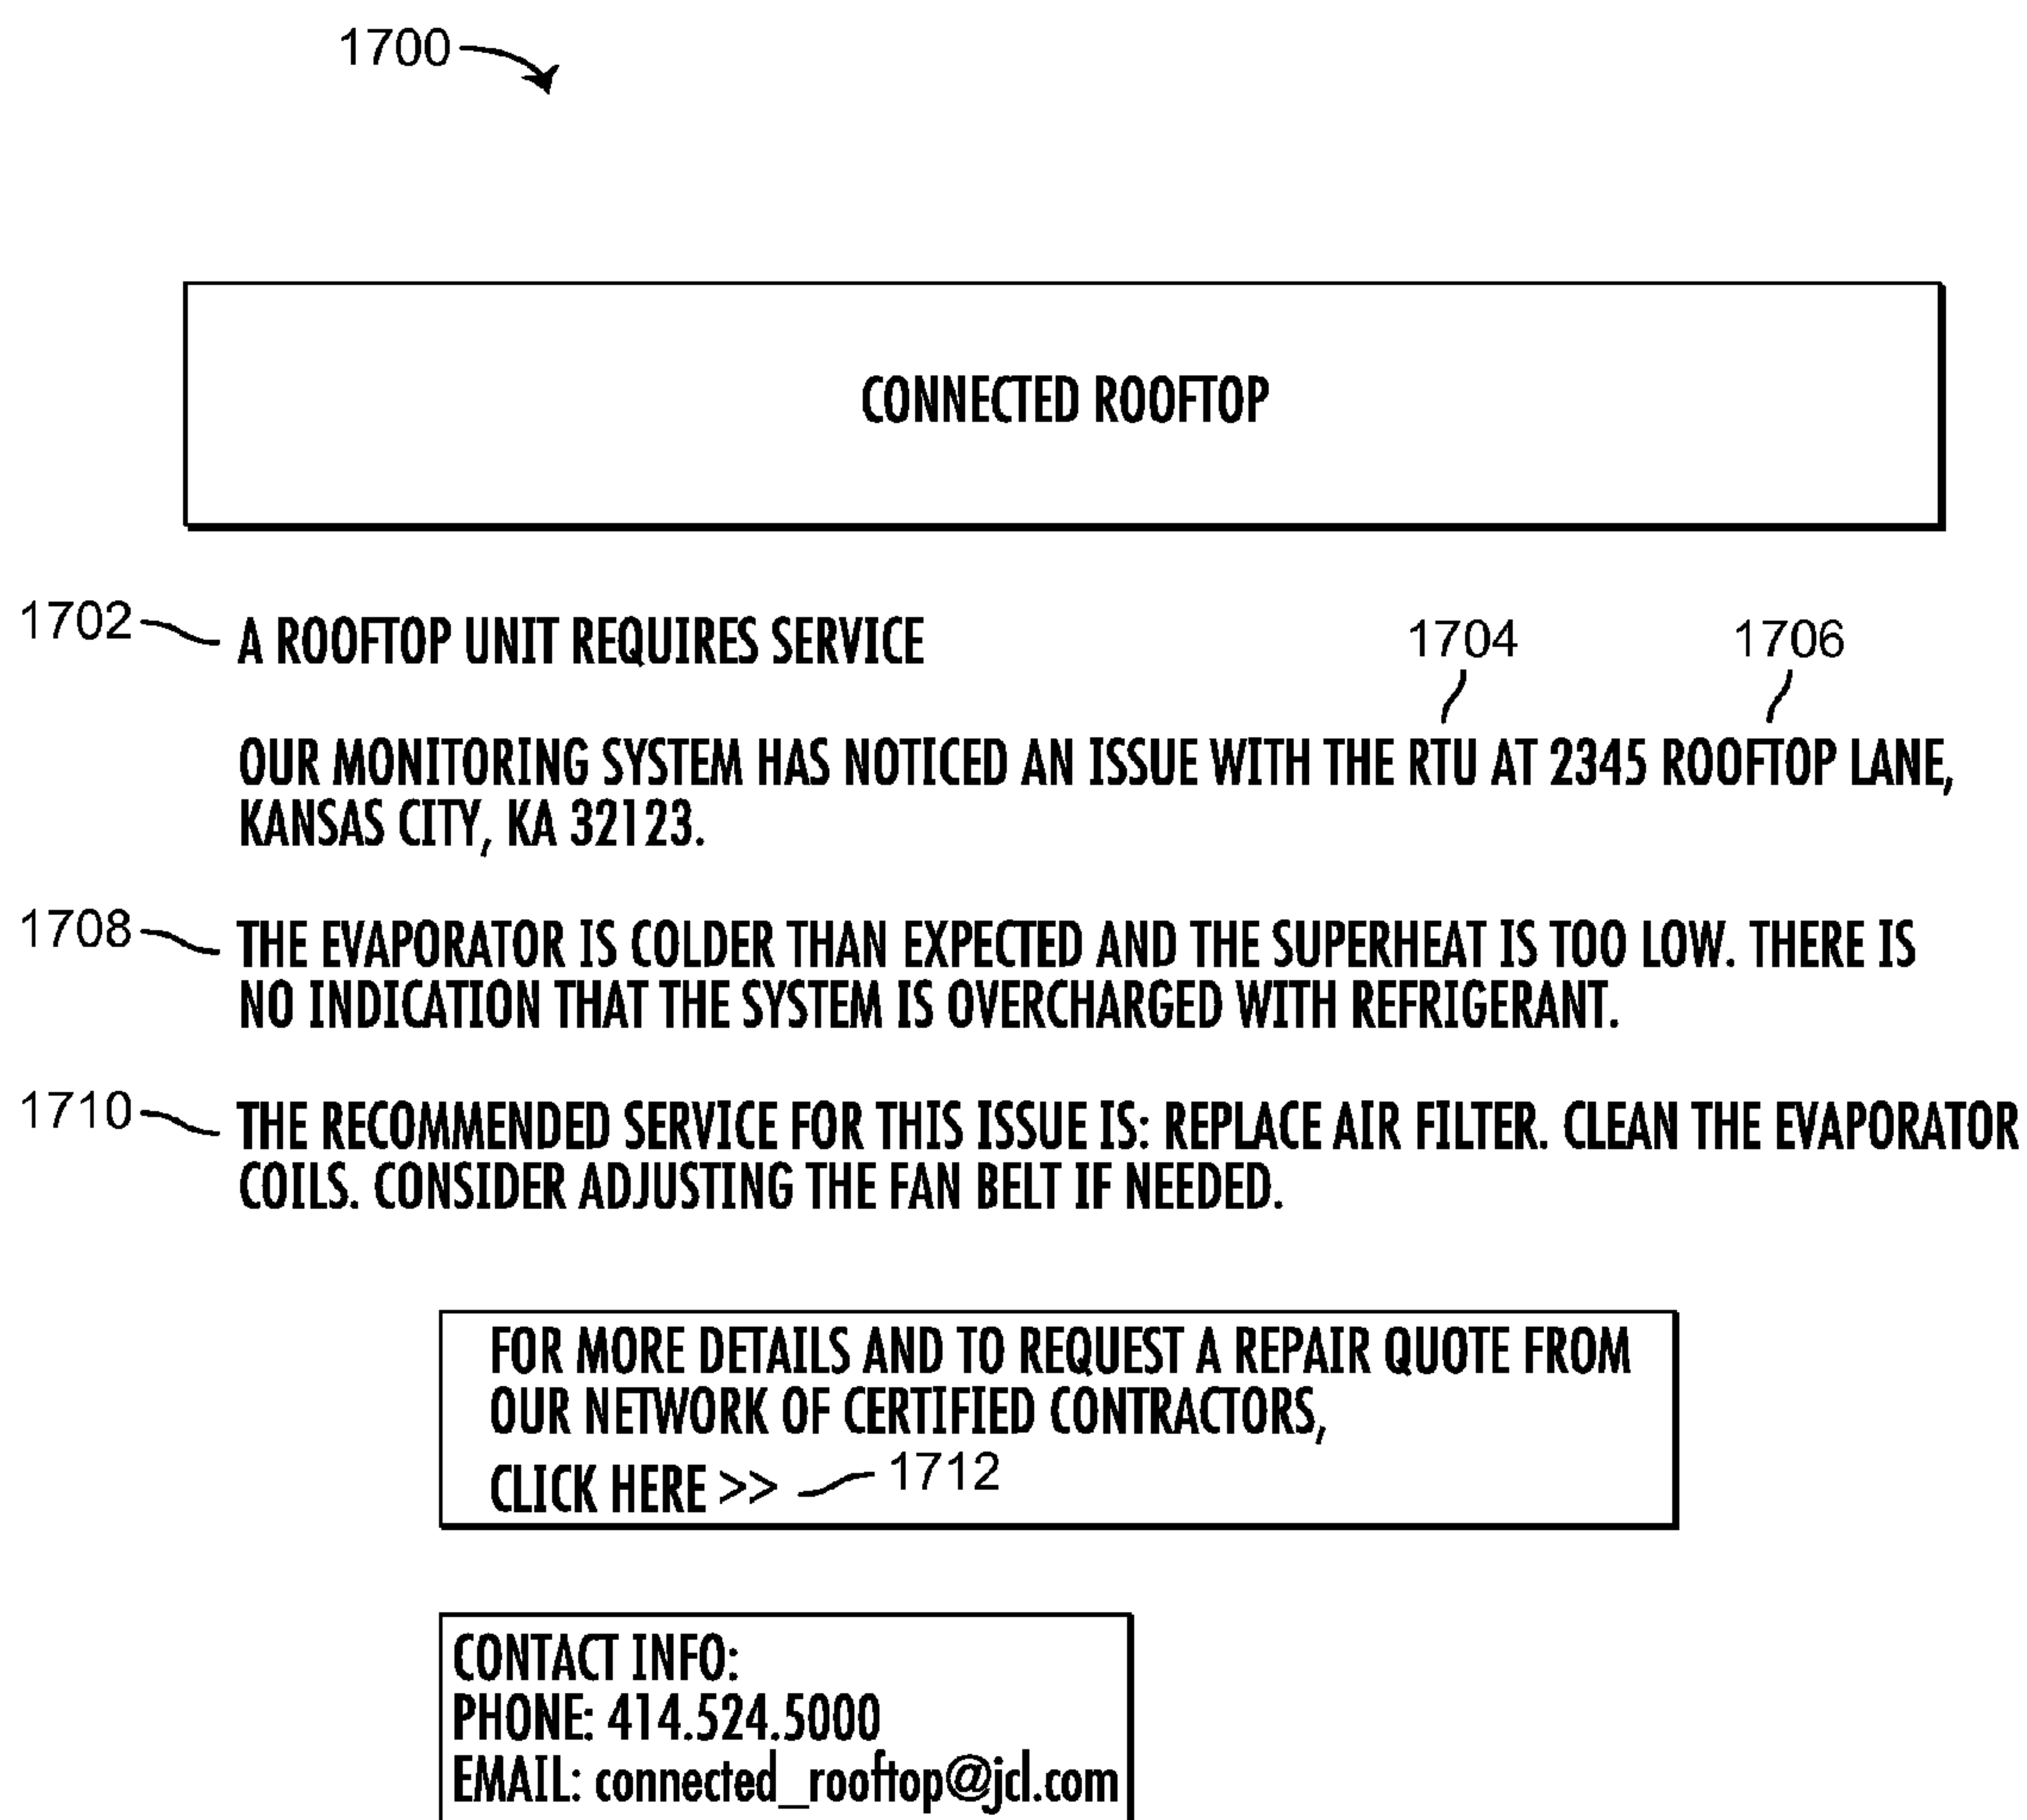 1700
CONNECTED ROOFTOP
1702
A ROOFTOP UNIT REQUIRES SERVICE
1704
1706
OUR MONITORING SYSTEM HAS NOTICED AN ISSUE WITH THE RTU AT 2345 ROOFTOP LANE,
KANSAS CITY, KA 32123.
1708
THE EVAPORATOR IS COLDER THAN EXPECTED AND THE SUPERHEAT IS TOO LOW. THERE IS
NO INDICATION THAT THE SYSTEM IS OVERCHARGED WITH REFRIGERANT.
1710
THE RECOMMENDED SERVICE FOR THIS ISSUE IS: REPLACE AIR FILTER. CLEAN THE EVAPORATOR
COILS. CONSIDER ADJUSTING THE FAN BELT IF NEEDED.
FOR MORE DETAILS AND TO REQUEST A REPAIR QUOTE FROM
OUR NETWORK OF CERTIFIED CONTRACTORS,
CLICK HERE >> 1712
CONTACT INFO:
PHONE: 414.524.5000
EMAIL: connected_rooftop@jcl.com